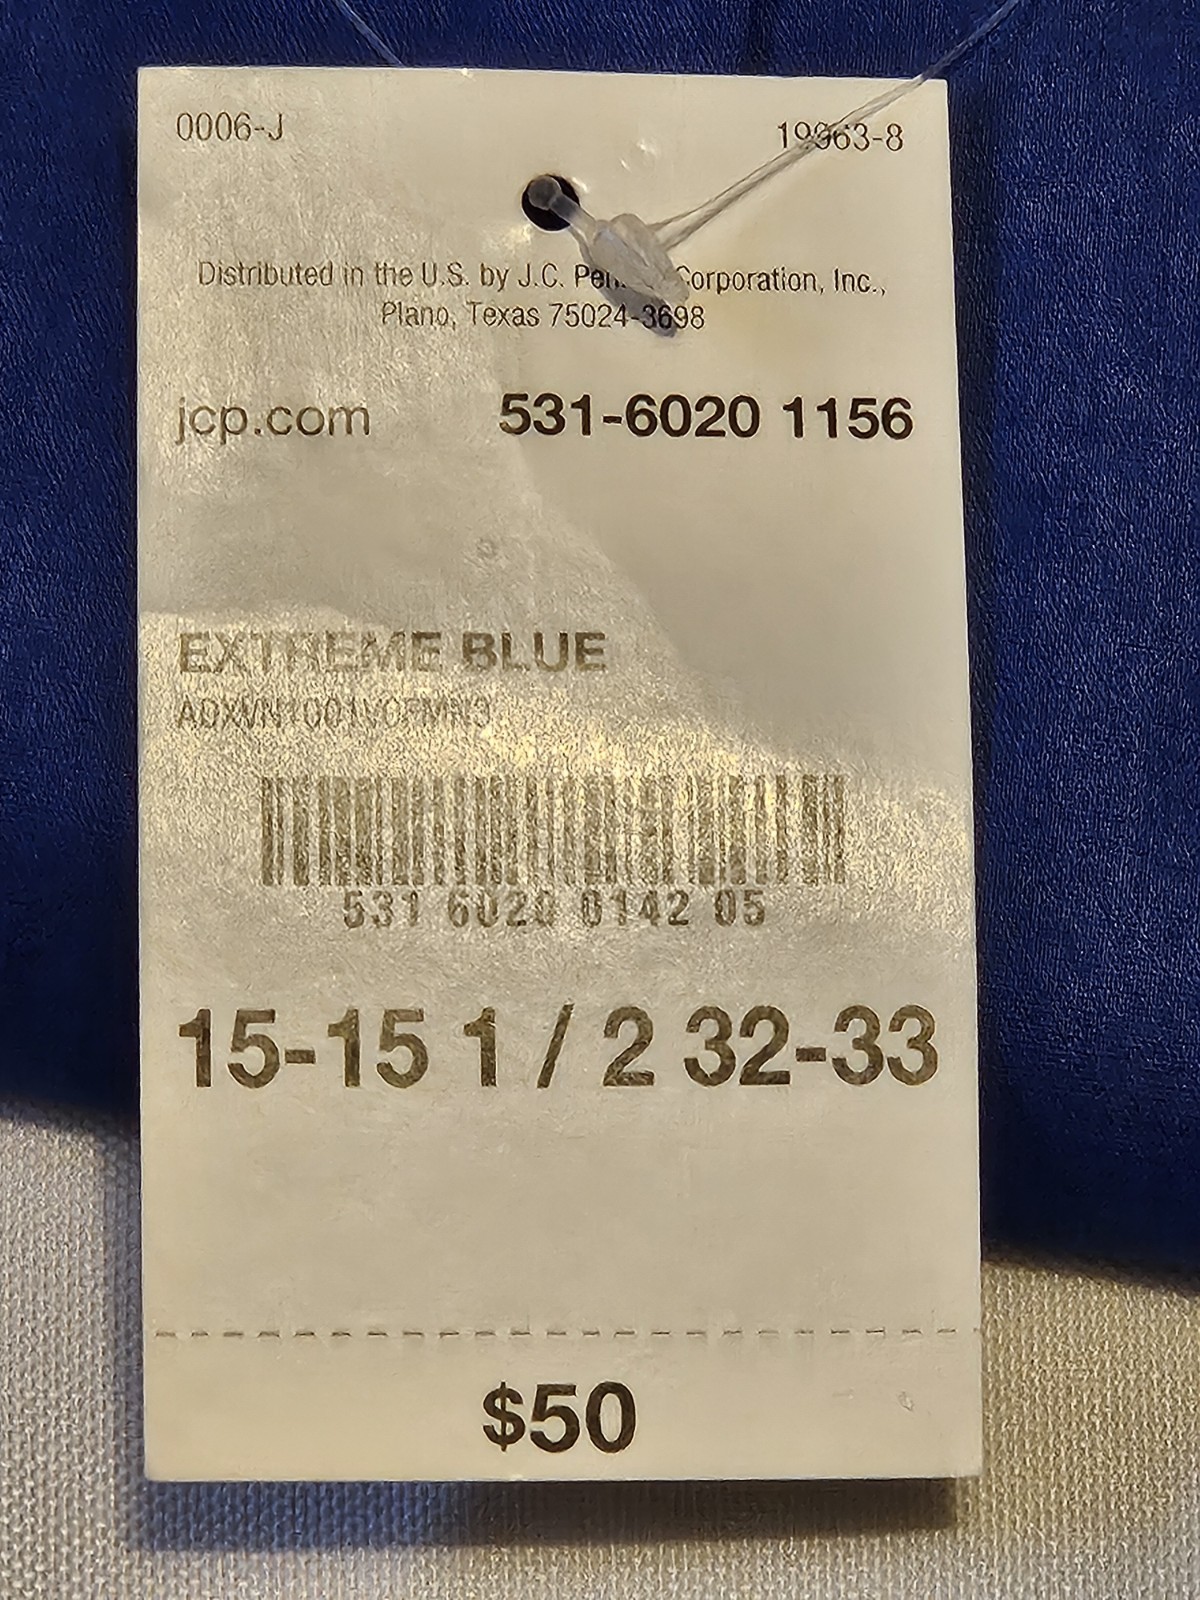 0006-J
19963-8
Distributed in the U.S. by J.C. Corporation, Inc.,
Plano, Texas 75024-3698
jcp.com 531-6020 1156
EXTREME BLUE
531 6020 0142 05
15-15 1 / 2 32-33
$50